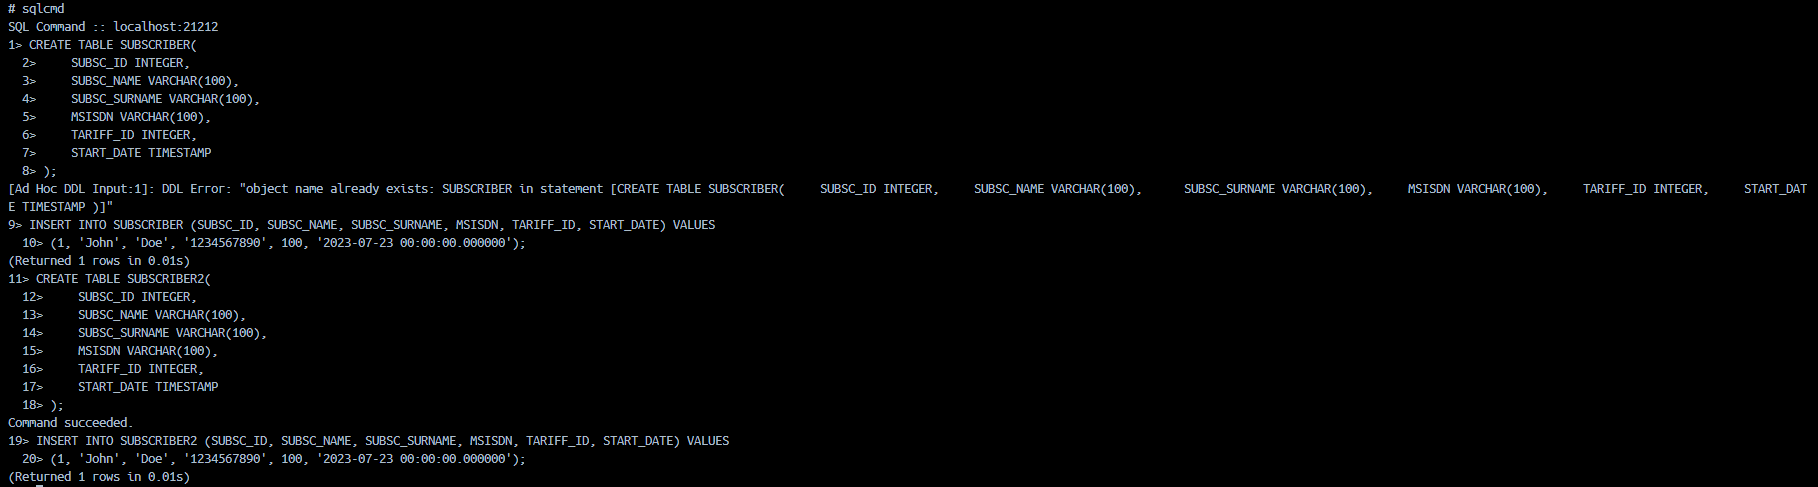 # sqlcmd
SQL Command :: localhost:21212
1> CREATE TABLE SUBSCRIBER(
  2>     SUBSC_ID INTEGER,
  3>     SUBSC_NAME VARCHAR(100),
  4>     SUBSC_SURNAME VARCHAR(100),
  5>     MSISDN VARCHAR(100),
  6>     TARIFF_ID INTEGER,
  7>     START_DATE TIMESTAMP
  8> );
[Ad Hoc DDL Input:1]: DDL Error: "object name already exists: SUBSCRIBER in statement [CREATE TABLE SUBSCRIBER(     SUBSC_ID INTEGER,     SUBSC_NAME VARCHAR(100),      SUBSC_SURNAME VARCHAR(100),     MSISDN VARCHAR(100),      TARIFF_ID INTEGER,     START_DAT
E TIMESTAMP )]"
9> INSERT INTO SUBSCRIBER (SUBSC_ID, SUBSC_NAME, SUBSC_SURNAME, MSISDN, TARIFF_ID, START_DATE) VALUES
  10> (1, 'John', 'Doe', '1234567890', 100, '2023-07-23 00:00:00.000000');
(Returned 1 rows in 0.01s)
11> CREATE TABLE SUBSCRIBER2(
  12>     SUBSC_ID INTEGER,
  13>     SUBSC_NAME VARCHAR(100),
  14>     SUBSC_SURNAME VARCHAR(100),
  15>     MSISDN VARCHAR(100),
  16>     TARIFF_ID INTEGER,
  17>     START_DATE TIMESTAMP
  18> );
Command succeeded.
19> INSERT INTO SUBSCRIBER2 (SUBSC_ID, SUBSC_NAME, SUBSC_SURNAME, MSISDN, TARIFF_ID, START_DATE) VALUES
  20> (1, 'John', 'Doe', '1234567890', 100, '2023-07-23 00:00:00.000000');
(Returned 1 rows in 0.01s)